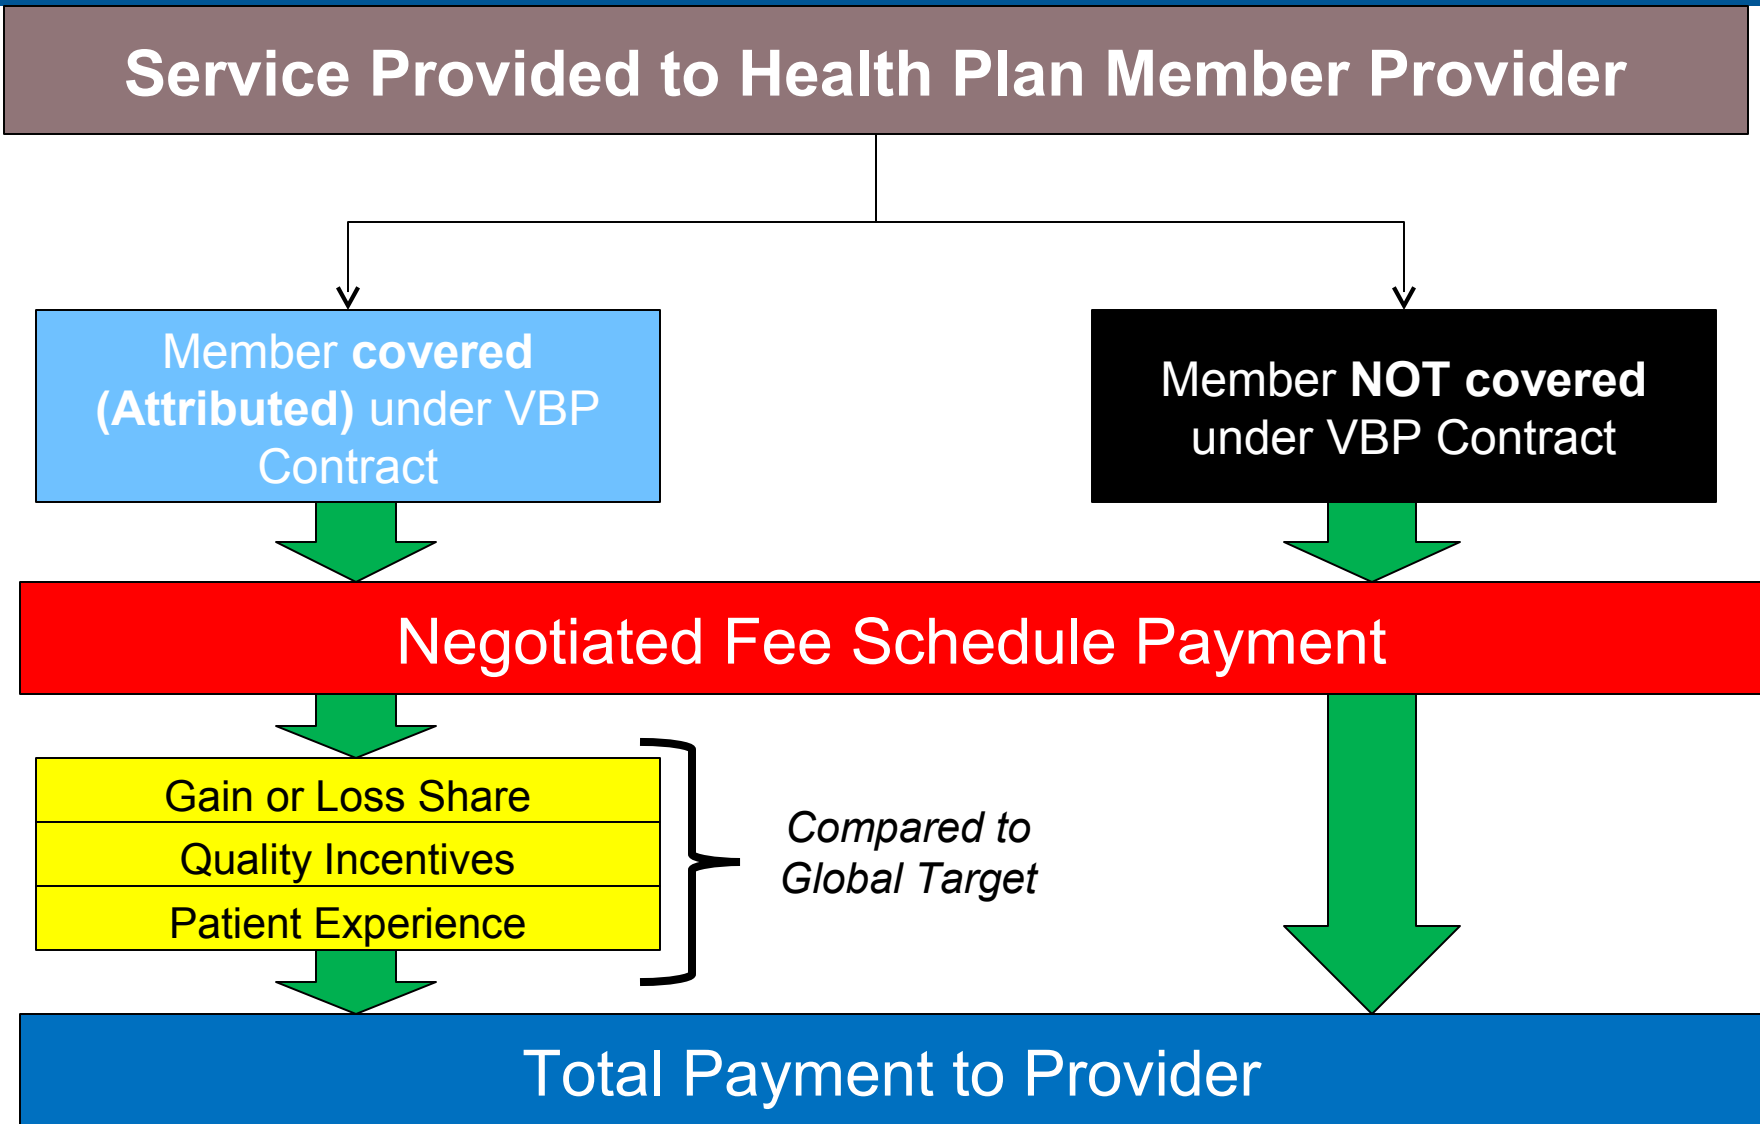 Service Provided to Health Plan Member Provider
Member covered
(Attributed) under VBP
Contract
Member NOT covered
under VBP Contract
Negotiated Fee Schedule Payment
Gain or Loss Share
Quality Incentives
Patient Experience
Compared to
Global Target
Total Payment to Provider